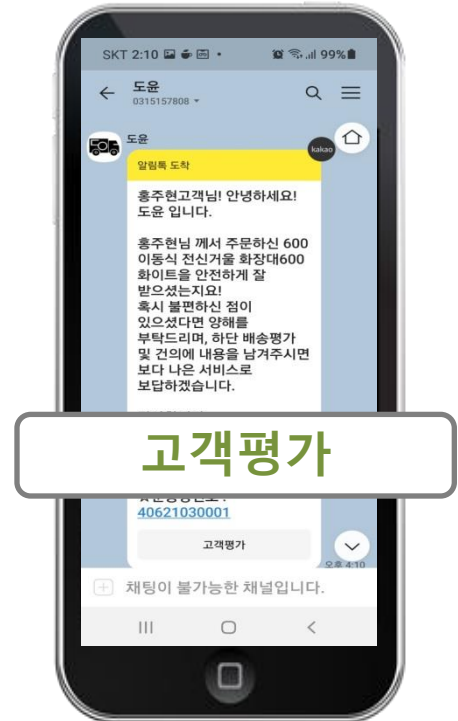 SKT 2:10
99%
도윤
0315157808
도윤
kakao
알림톡 도착
홍주현고객님! 안녕하세요!
도윤 입니다.
홍주현님 께서 주문하신 600
이동식 전신거울 화장대600
화이트을 안전하게 잘
받으셨는지요!
혹시 불편하신 점이
있으셨다면 양해를
부탁드리며, 하단 배송평가
및 건의에 내용을 남겨주시면
보다 나은 서비스로
보답하겠습니다.
고객평가
40621030001
고객평가
오후 4:10
채팅이 불가능한 채널입니다.